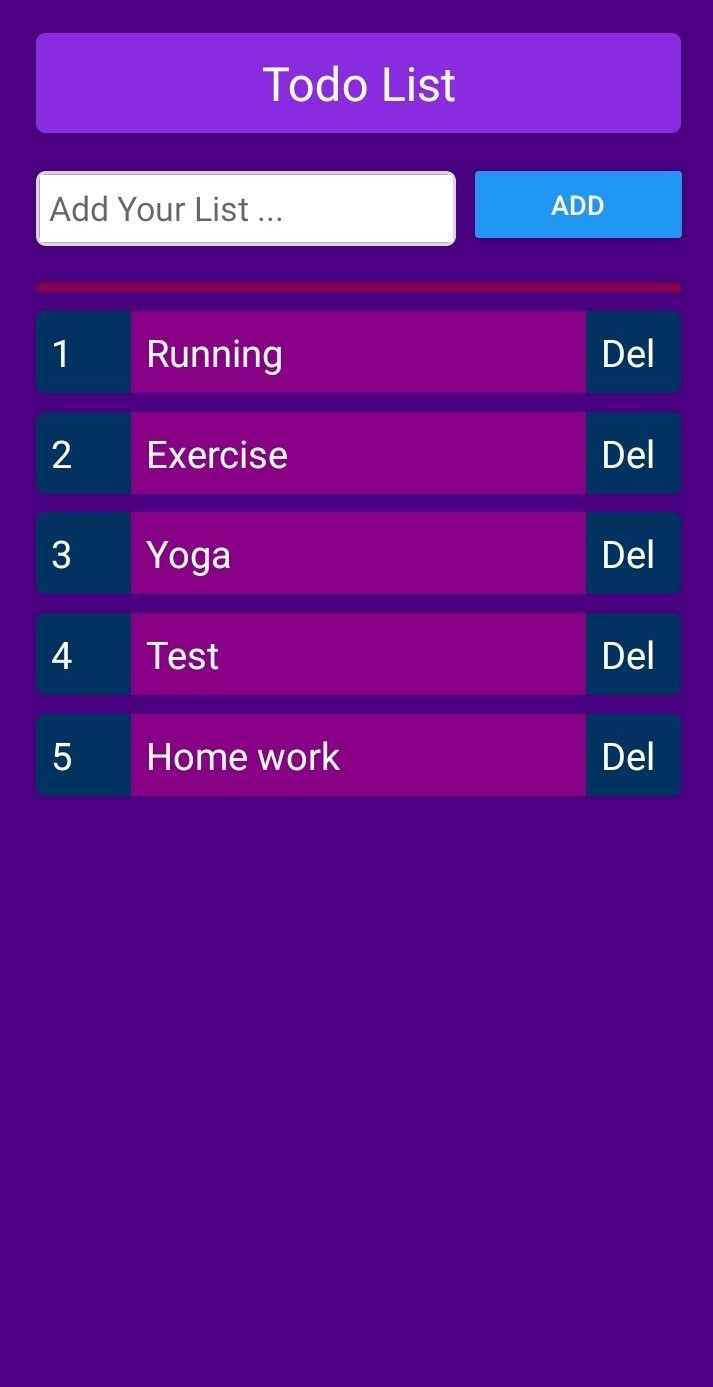 Todo List
Add Your List ...
ADD
1 Running Del
2 Exercise Del
3 Yoga Del
4 Test Del
5 Home work Del